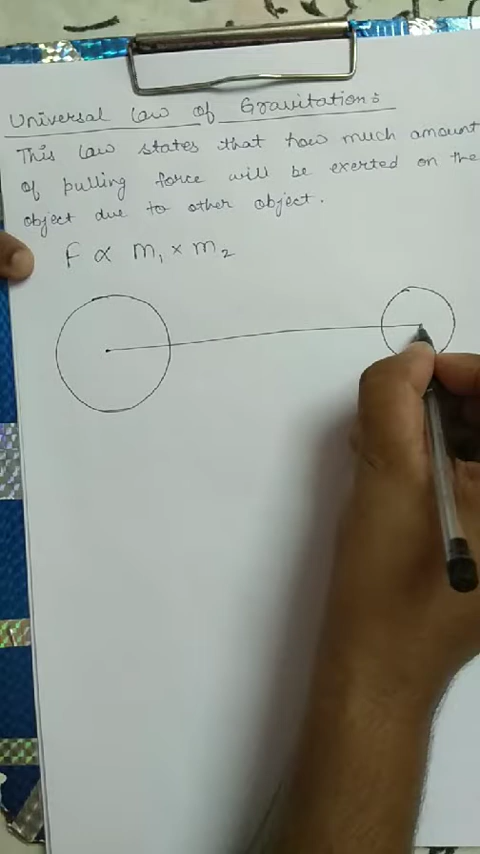 Universal Law of Gravitation:
This Law states that how much amount
of pulling force will be exerted on the
object due to other object.
F ∝ m₁ × m₂